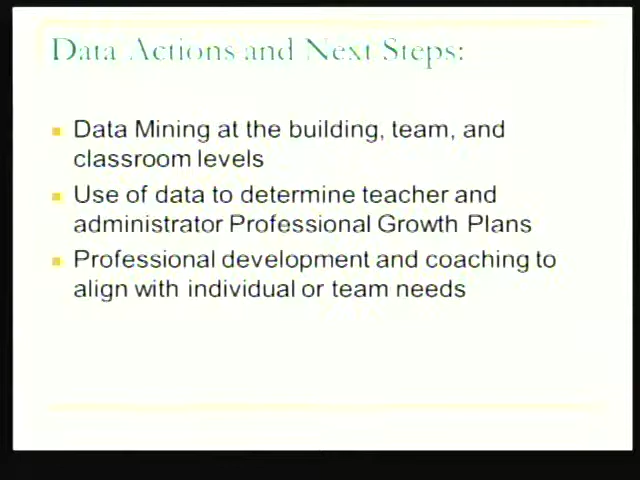 Data Actions and Next Steps:
Data Mining at the building, team, and
classroom levels
Use of data to determine teacher and
administrator Professional Growth Plans
Professional development and coaching to
align with individual or team needs